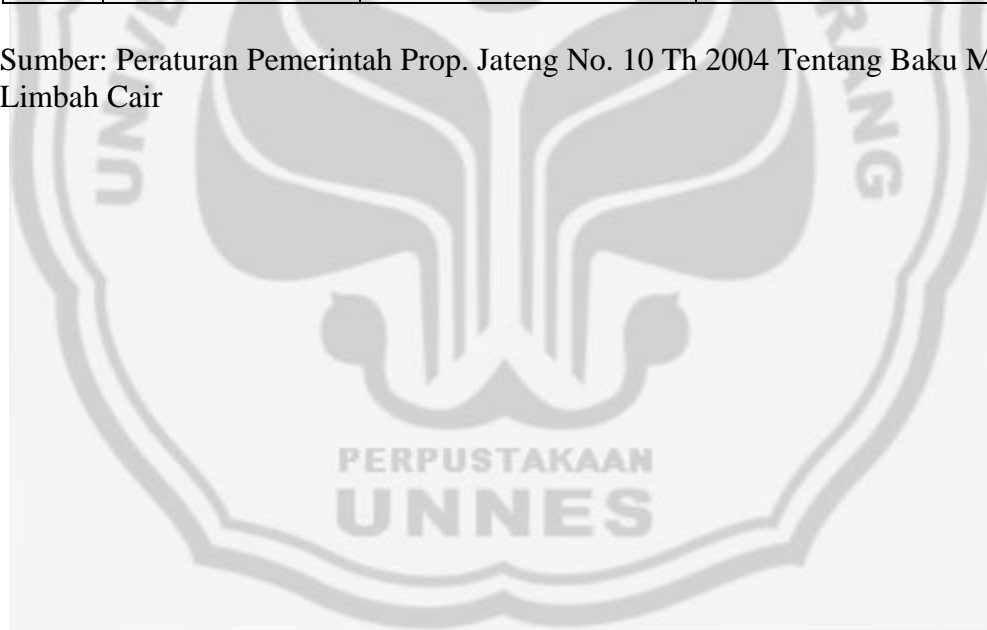 Sumber: Peraturan Pemerintah Prop. Jateng No. 10 Th 2004 Tentang Baku
Limbah Cair
PERPUSTAKAAN
UNNES